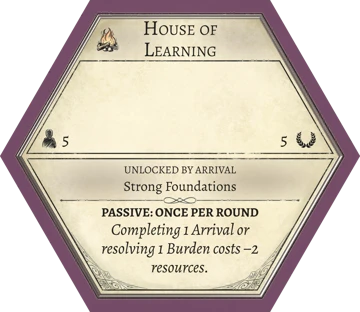 House of
Learning
5
5
UNLOCKED BY ARRIVAL
Strong Foundations
PASSIVE: ONCE PER ROUND
Completing 1 Arrival or
resolving 1 Burden costs –2
resources.